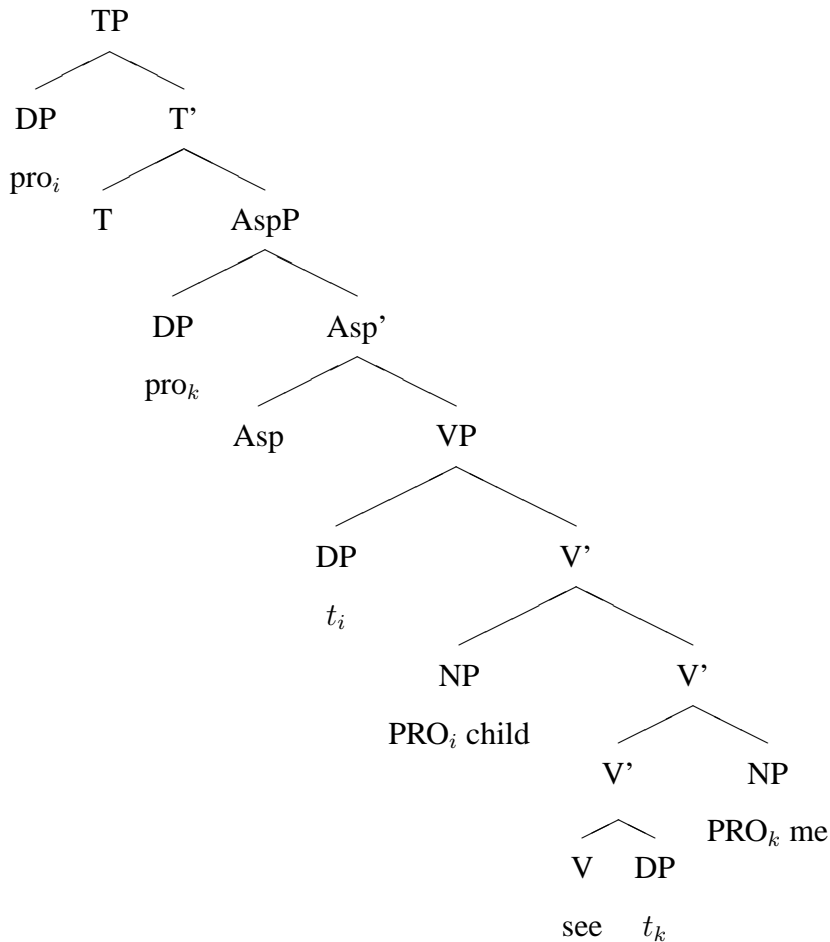 TP
DP T’
pro_i
T AspP
DP Asp’
pro_k
Asp VP
DP V’
t_i
NP V’
PRO_i child
V’ NP
PRO_k me
V DP
see t_k